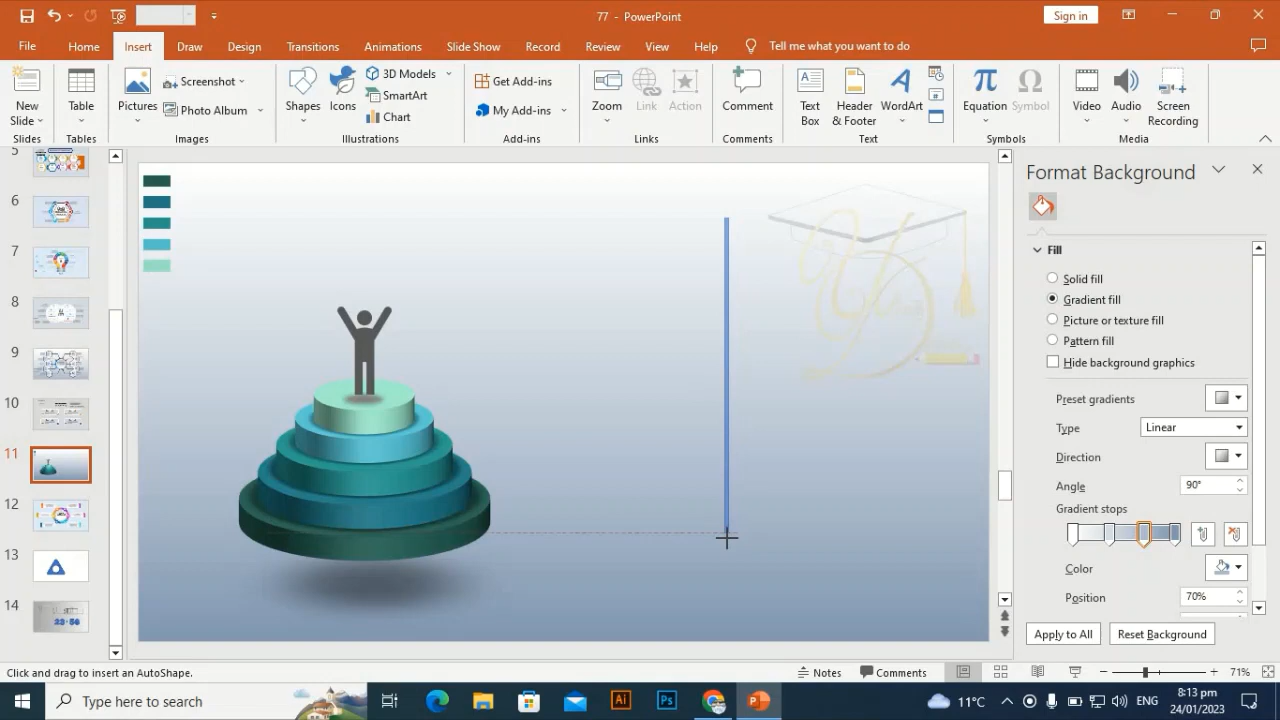 77 - PowerPoint
Sign in
File Home Insert Draw Design Transitions Animations Slide Show Record Review View Help Tell me what you want to do
New Slide
Slides
Table
Tables
Pictures
Screenshot
Photo Album
Images
Shapes
Icons
3D Models
SmartArt
Chart
Illustrations
Get Add-ins
My Add-ins
Add-ins
Zoom
Link
Action
Links
Comment
Comments
Text Box
Header & Footer
WordArt
Text
Equation
Symbol
Symbols
Video
Audio
Screen Recording
Media
5
6
7
8
9
10
11
12
13
14
Format Background
Fill
Solid fill
Gradient fill
Picture or texture fill
Pattern fill
Hide background graphics
Preset gradients
Type Linear
Direction
Angle 90°
Gradient stops
Color
Position 70%
Apply to All Reset Background
Click and drag to insert an AutoShape.
Notes Comments 71%
Type here to search
Ai
Ps
11°C
ENG
8:13 pm
24/01/2023